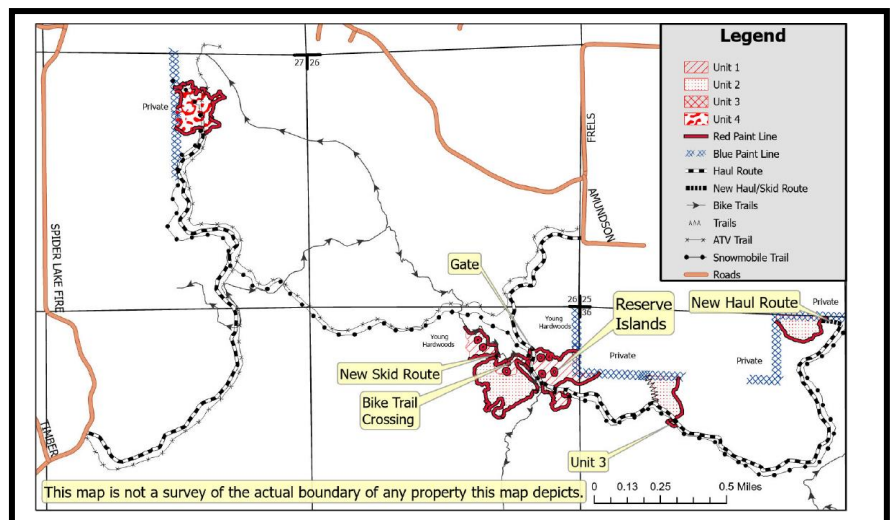 Legend
Unit 1
Unit 2
Unit 3
Unit 4
Red Paint Line
Blue Paint Line
Haul Route
New Haul/Skid Route
Bike Trails
Trails
ATV Trail
Snowmobile Trail
Roads
27 26
Private
FRELS
AMUNDSON
SPIDER LAKE FIRE
Gate
26 25
36
Reserve
Islands
New Haul Route
Private
Young
Hardwoods
Young
Hardwoods
Private
Private
New Skid Route
Bike Trail
Crossing
TIMBER
Unit 3
This map is not a survey of the actual boundary of any property this map depicts.
0 0.13 0.25 0.5 Miles